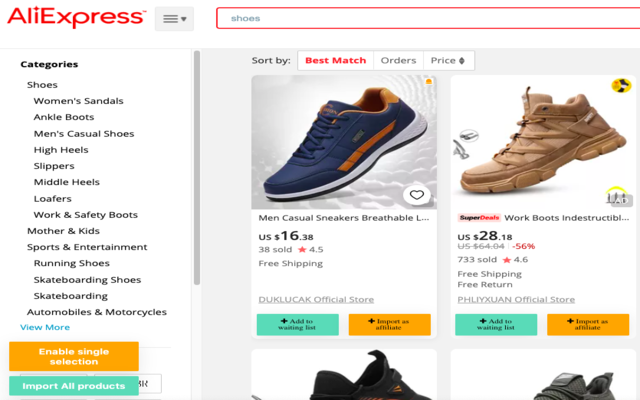 AliExpress
shoes
Categories
Shoes
Women's Sandals
Ankle Boots
Men's Casual Shoes
High Heels
Slippers
Middle Heels
Loafers
Work & Safety Boots
Mother & Kids
Sports & Entertainment
Running Shoes
Skateboarding Shoes
Skateboarding
Automobiles & Motorcycles
View More
Enable single
selection
Import All products
Sort by: Best Match Orders Price
Men Casual Sneakers Breathable L...
US $16.38
38 sold ★ 4.5
Free Shipping
DUKLUCAK Official Store
+ Add to
waiting list
+ Import as
affiliate
SuperDeals Work Boots Indestructibl...
US $28.18
US $64.04 -56%
733 sold ★ 4.6
Free Shipping
Free Return
PHLIYXUAN Official Store
+ Add to
waiting list
+ Import as
affiliate